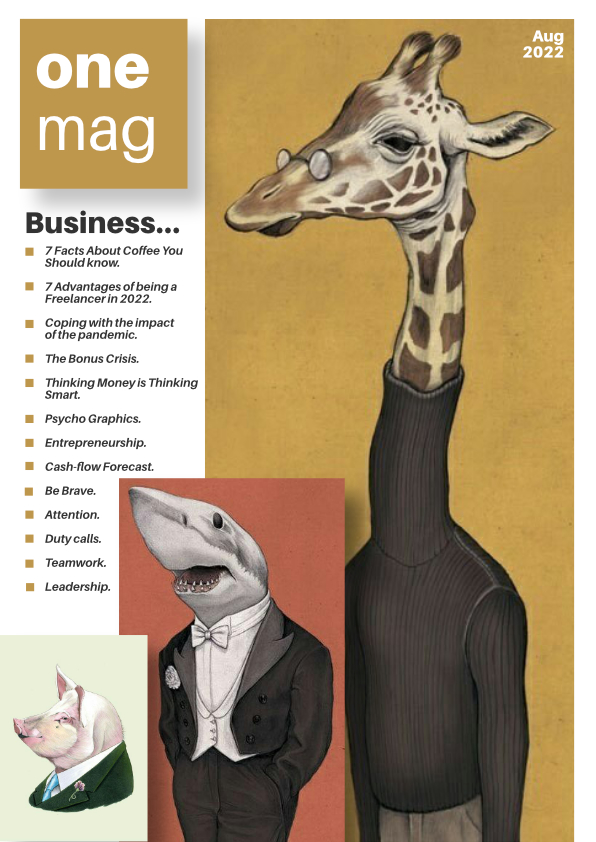 one
mag
Aug
2022
Business...
7 Facts About Coffee You
Should know.
7 Advantages of being a
Freelancer in 2022.
Coping with the impact
of the pandemic.
The Bonus Crisis.
Thinking Money is Thinking
Smart.
Psycho Graphics.
Entrepreneurship.
Cash-flow Forecast.
Be Brave.
Attention.
Duty calls.
Teamwork.
Leadership.